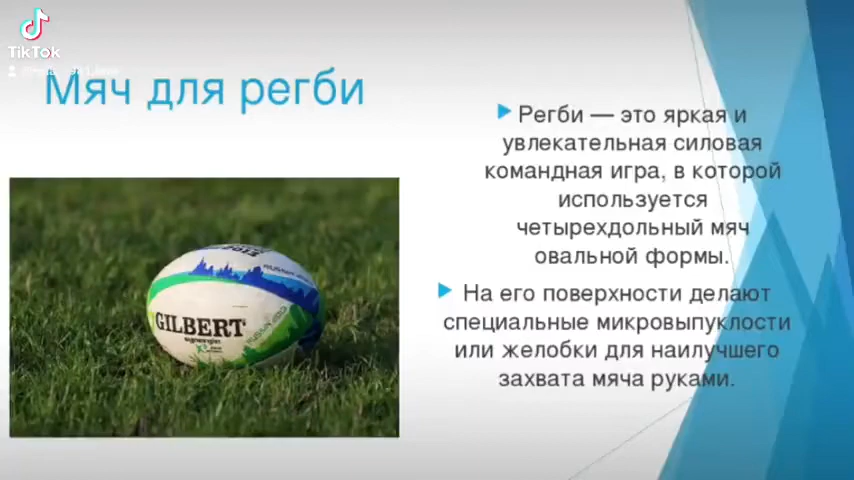 TikTok
Мяч для регби
Регби — это яркая и
увлекательная силовая
командная игра, в которой
используется
четырехдольный мяч
овальной формы.
На его поверхности делают
специальные микровыпуклости
или желобки для наилучшего
захвата мяча руками.
GILBERT